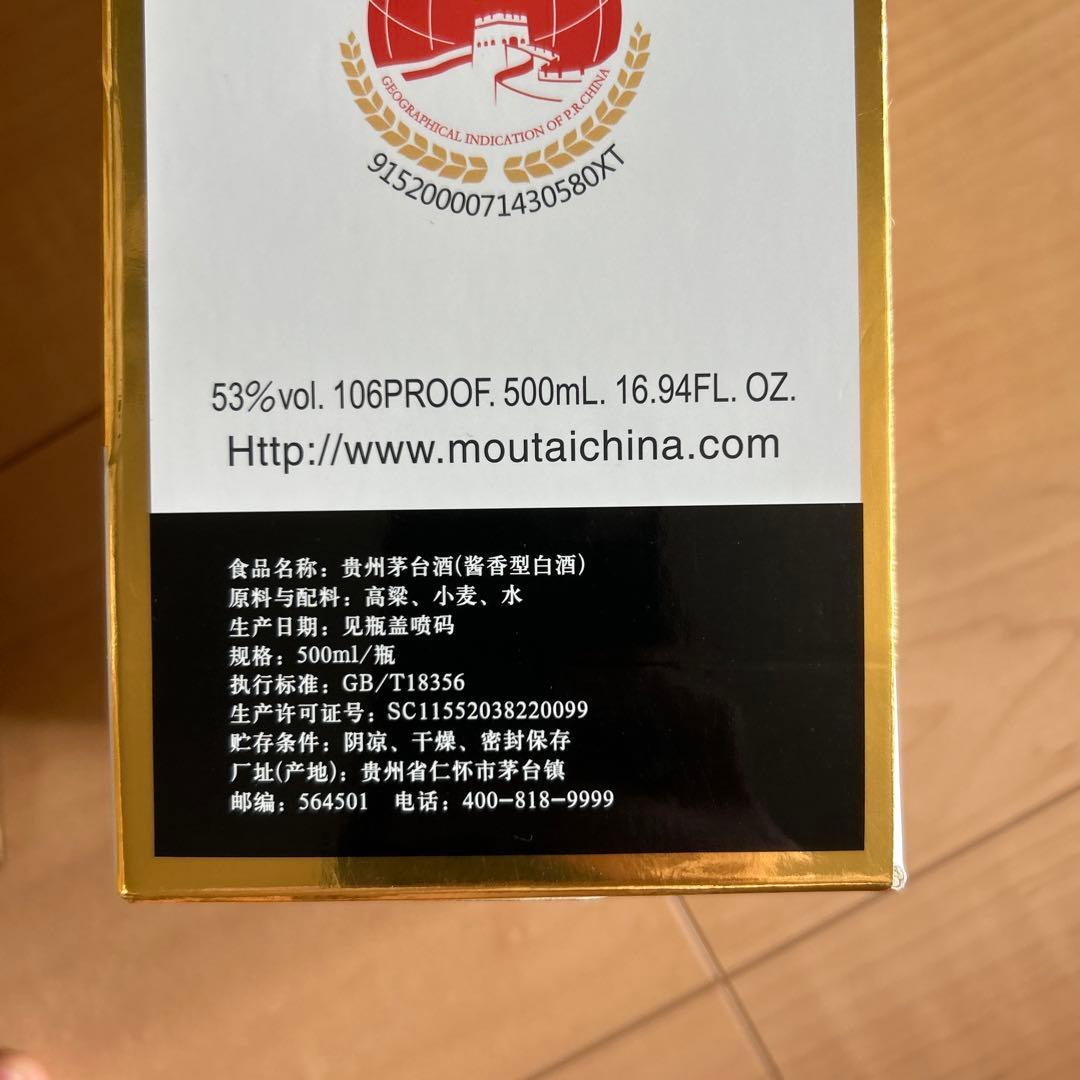 GEOGRAPHICAL INDICATION OF P.R.CHINA
91520000071430580XT
53%vol. 106PROOF. 500mL. 16.94FL. OZ.
Http://www.moutaichina.com
食品名称：贵州茅台酒(酱香型白酒)
原料与配料：高粱、小麦、水
生产日期：见瓶盖喷码
规格：500ml/瓶
执行标准：GB/T18356
生产许可证号：SC11552038220099
贮存条件：阴凉、干燥、密封保存
厂址(产地)：贵州省仁怀市茅台镇
邮编：564501 电话：400-818-9999